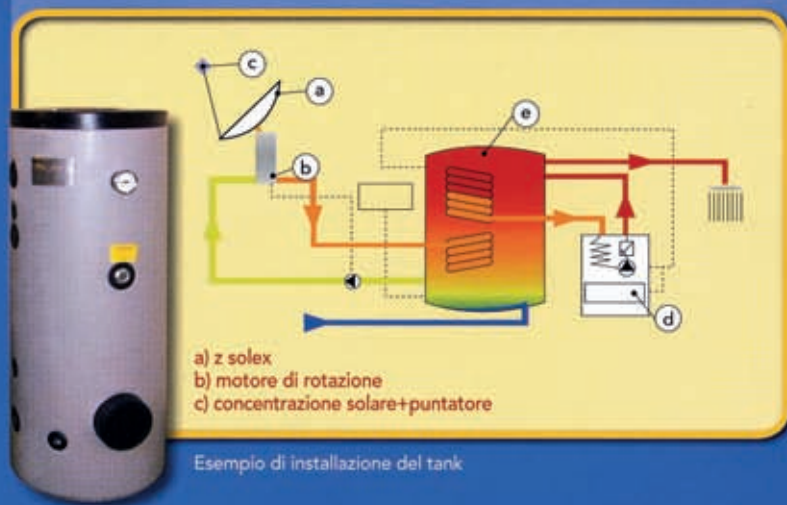 c
a
b
e
d
a) z solex
b) motore di rotazione
c) concentrazione solare+puntatore
Esempio di installazione del tank